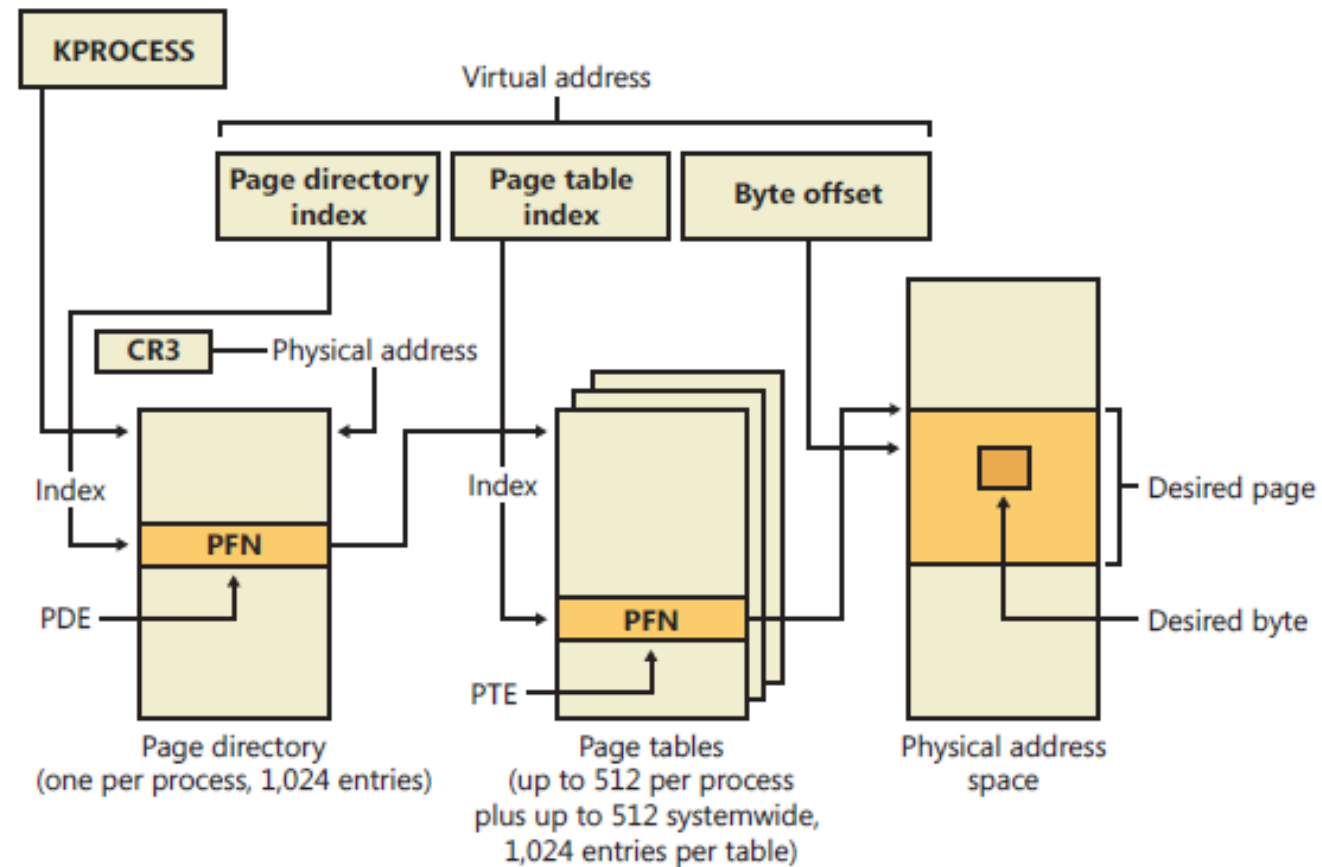 KPROCESS
Virtual address
Page directory
index
Page table
index
Byte offset
CR3
Physical address
Index
Index
PFN
PDE
PFN
PTE
Desired page
Desired byte
Page directory
(one per process, 1,024 entries)
Page tables
(up to 512 per process
plus up to 512 systemwide,
1,024 entries per table)
Physical address
space